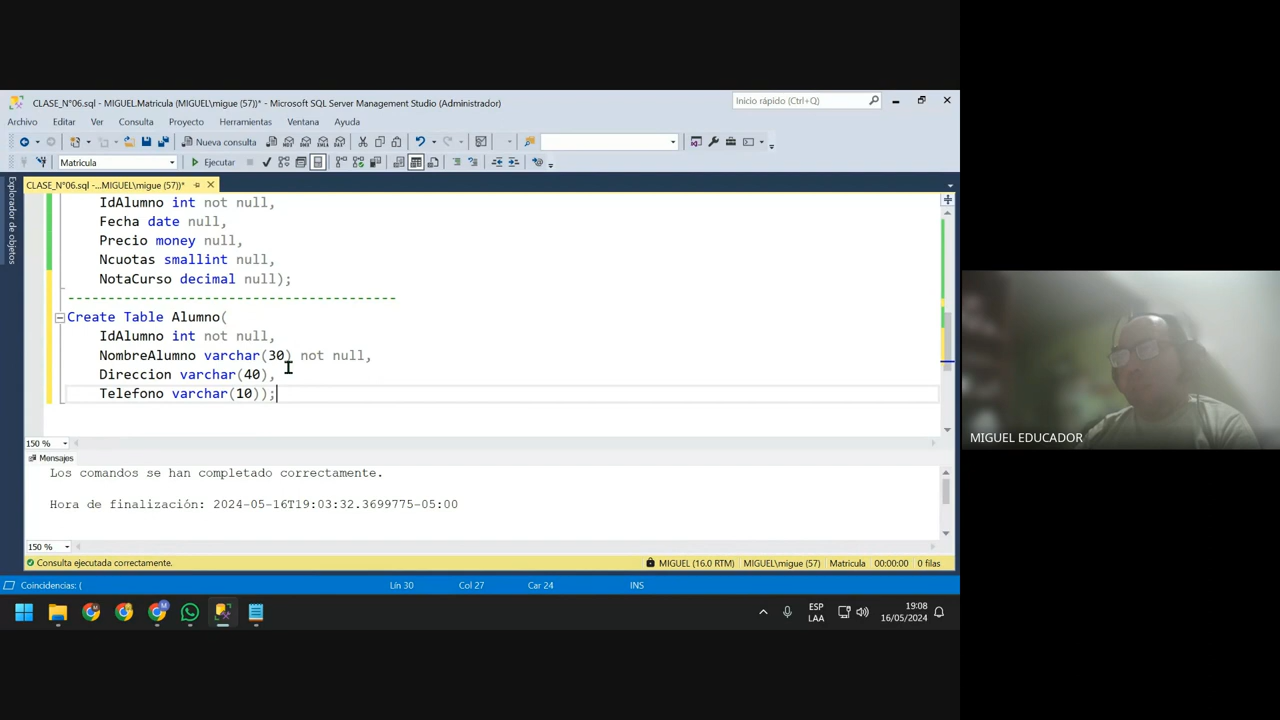 CLASE_N°06.sql - MIGUEL.Matricula (MIGUEL\migue (57))* - Microsoft SQL Server Management Studio (Administrador)
Inicio rápido (Ctrl+Q)
Archivo Editar Ver Consulta Proyecto Herramientas Ventana Ayuda
Nueva consulta
Matricula
Ejecutar
CLASE_N°06.sql -...MIGUEL\migue (57))*
Explorador de objetos
IdAlumno int not null,
Fecha date null,
Precio money null,
Ncuotas smallint null,
NotaCurso decimal null);
------------------------------------------
Create Table Alumno(
IdAlumno int not null,
NombreAlumno varchar(30) not null,
Direccion varchar(40),
Telefono varchar(10));
150 %
Mensajes
Los comandos se han completado correctamente.
Hora de finalización: 2024-05-16T19:03:32.3699775-05:00
150 %
Consulta ejecutada correctamente.
MIGUEL (16.0 RTM) MIGUEL\migue (57) Matricula 00:00:00 0 filas
Coincidencias: (
Lín 30 Col 27 Car 24 INS
ESP
LAA
19:08
16/05/2024
MIGUEL EDUCADOR